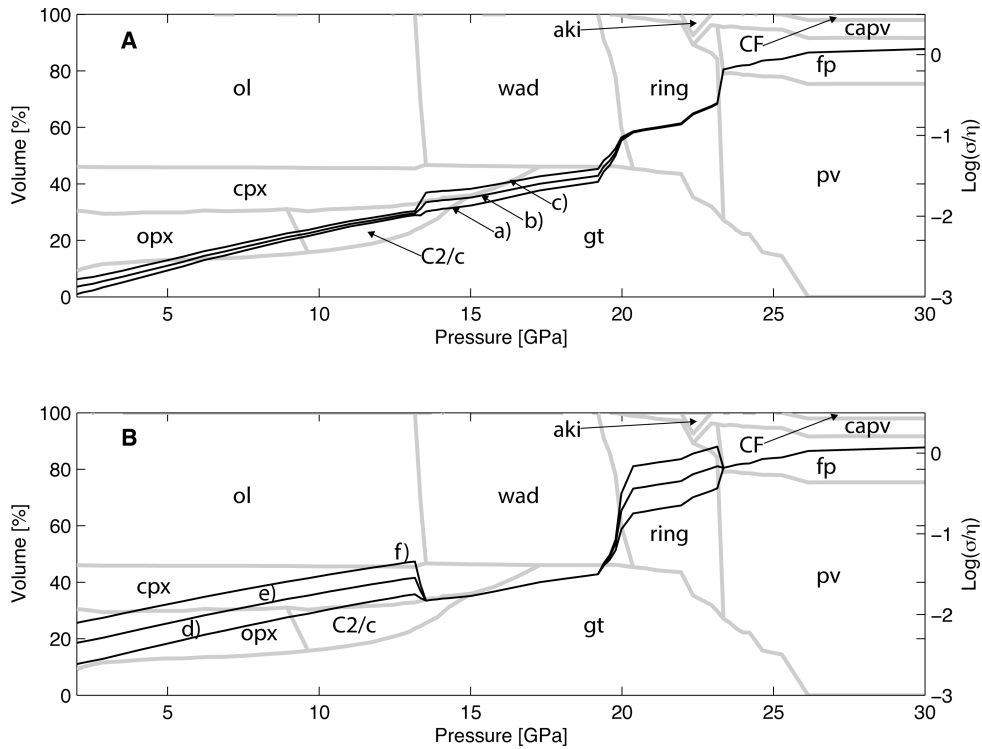 A
100
80
60
40
20
0
Volume [%]
5
10
15
20
25
30
Pressure [GPa]
0
−1
−2
−3
Log(σ/η)
ol
wad
ring
aki
CF
capv
fp
cpx
opx
C2/c
a)
b)
c)
gt
pv
B
100
80
60
40
20
0
Volume [%]
5
10
15
20
25
30
Pressure [GPa]
0
−1
−2
−3
Log(σ/η)
ol
wad
ring
aki
CF
capv
fp
f)
cpx
e)
d)
opx
C2/c
gt
pv